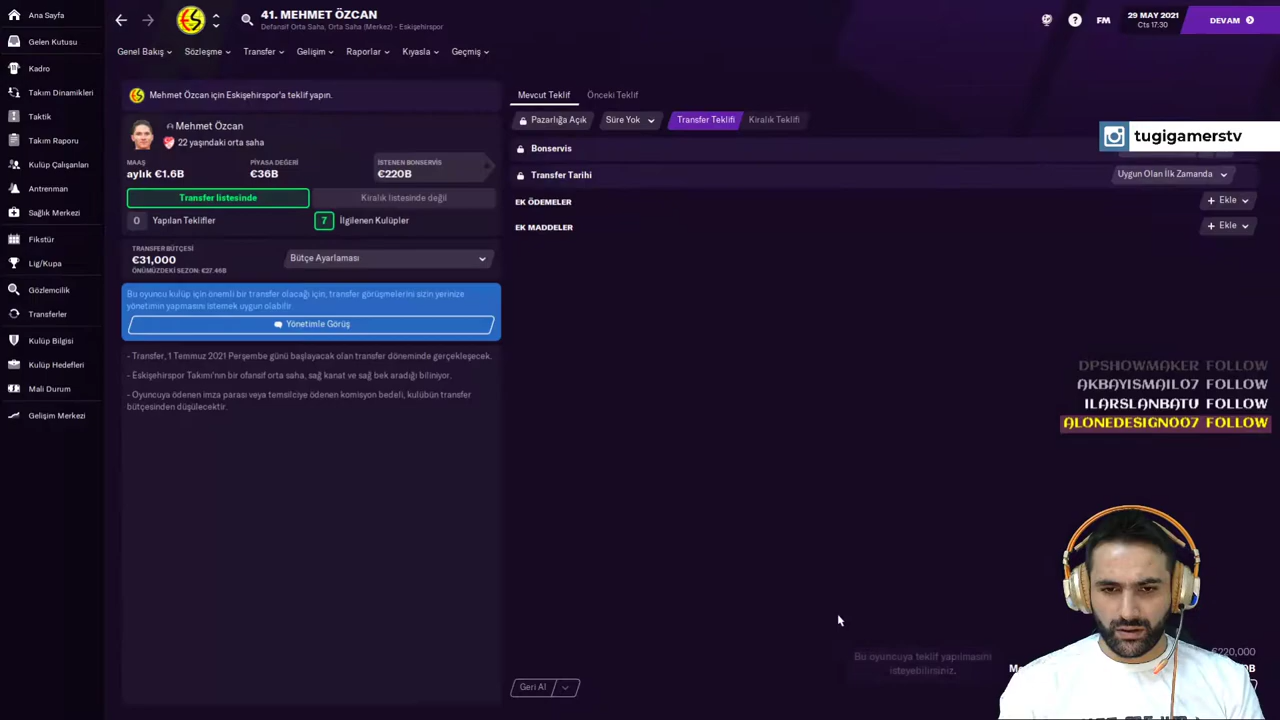 Ana Sayfa
Gelen Kutusu
Kadro
Takım Dinamikleri
Taktik
Takım Raporu
Kulüp Çalışanları
Antrenman
Sağlık Merkezi
Fikstür
Lig/Kupa
Gözlemcilik
Transferler
Kulüp Bilgisi
Kulüp Hedefleri
Mali Durum
Gelişim Merkezi
41. MEHMET ÖZCAN
Defansif Orta Saha, Orta Saha (Merkez) - Eskişehirspor
FM
29 MAY 2021
Cts 17:30
DEVAM
Genel Bakış
Sözleşme
Transfer
Gelişim
Raporlar
Kıyasla
Geçmiş
Mehmet Özcan için Eskişehirspor'a teklif yapın.
Mehmet Özcan
22 yaşındaki orta saha
MAAŞ
aylık €1.6B
PİYASA DEĞERİ
€36B
İSTENEN BONSERVİS
€220B
Transfer listesinde
Kiralık listesinde değil
0 Yapılan Teklifler
7 İlgilenen Kulüpler
TRANSFER BÜTÇESİ
€31,000
ÖNÜMÜZDEKİ SEZON: €27.46B
Bütçe Ayarlaması
Bu oyuncu kulüp için önemli bir transfer olacağı için, transfer görüşmelerini sizin yerinize
yönetimin yapmasını istemek uygun olabilir.
Yönetimle Görüş
- Transfer, 1 Temmuz 2021 Perşembe günü başlayacak olan transfer döneminde gerçekleşecek.
- Eskişehirspor Takımı'nın bir ofansif orta saha, sağ kanat ve sağ bek aradığı biliniyor.
- Oyuncuya ödenen imza parası veya temsilciye ödenen komisyon bedeli, kulübün transfer
bütçesinden düşülecektir.
Mevcut Teklif
Önceki Teklif
Pazarlığa Açık
Süre Yok
Transfer Teklifi
Kiralık Teklifi
Bonservis
Transfer Tarihi
Uygun Olan İlk Zamanda
EK ÖDEMELER
+ Ekle
EK MADDELER
+ Ekle
tugigamerstv
DPSHOWMAKER FOLLOW
AKBAYISMAIL07 FOLLOW
ILARSLANBATU FOLLOW
ALONEDESIGN007 FOLLOW
Bu oyuncuya teklif yapılmasını
isteyebilirsiniz.
€220,000
Geri Al